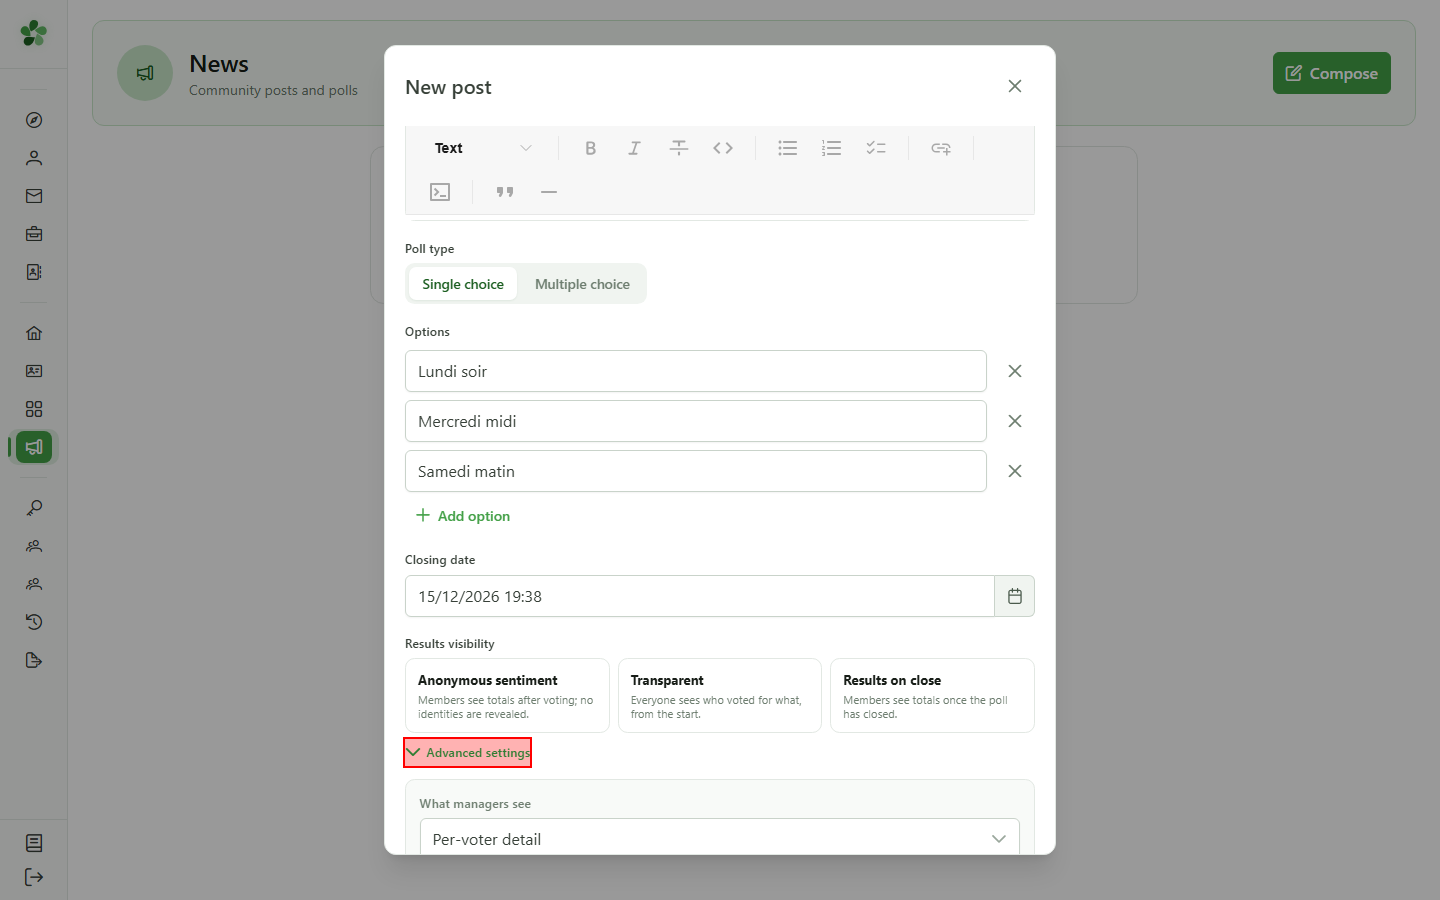 News
Community posts and polls
Compose
New post
Text
Poll type
Single choice
Multiple choice
Options
Lundi soir
Mercredi midi
Samedi matin
Add option
Closing date
15/12/2026 19:38
Results visibility
Anonymous sentiment
Members see totals after voting; no
identities are revealed.
Transparent
Everyone sees who voted for what,
from the start.
Results on close
Members see totals once the poll
has closed.
Advanced settings
What managers see
Per-voter detail